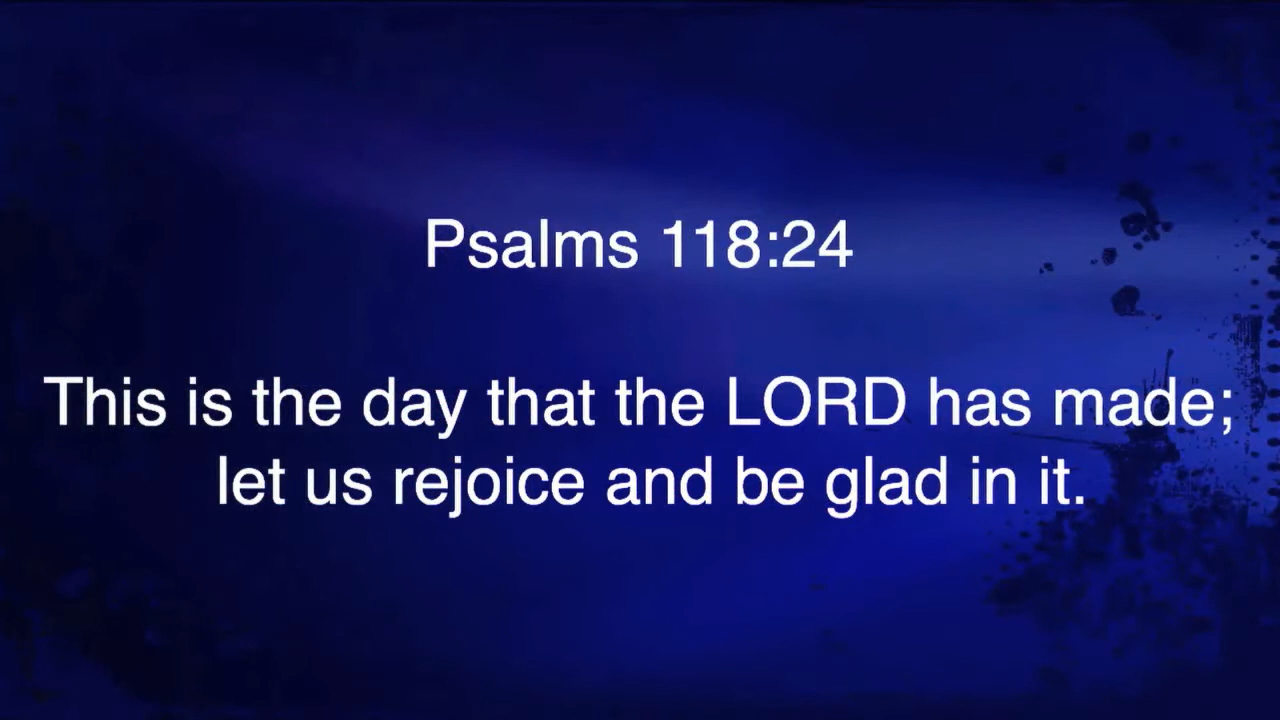 Psalms 118:24
This is the day that the LORD has made;
let us rejoice and be glad in it.